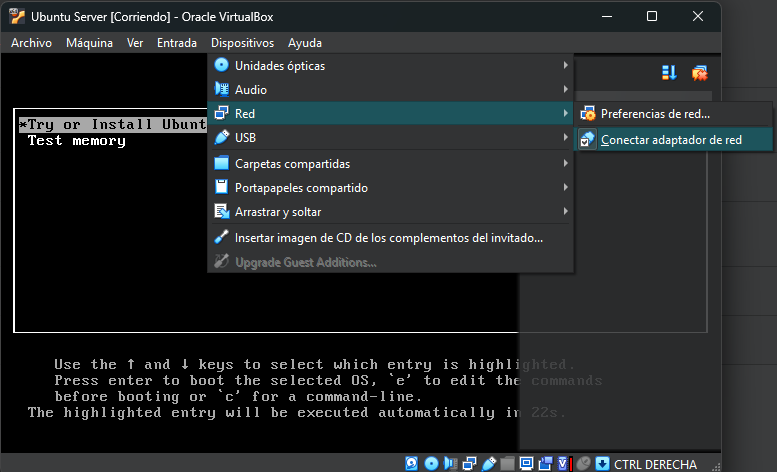 Ubuntu Server [Corriendo] - Oracle VirtualBox
Archivo Máquina Ver Entrada Dispositivos Ayuda
Unidades ópticas
Audio
Red
USB
Carpetas compartidas
Portapapeles compartido
Arrastrar y soltar
Insertar imagen de CD de los complementos del invitado...
Upgrade Guest Additions...
Preferencias de red...
Conectar adaptador de red
*Try or Install Ubunt
Test memory
Use the ↑ and ↓ keys to select which entry is highlighted.
Press enter to boot the selected OS, `e' to edit the commands
before booting or `c' for a command-line.
The highlighted entry will be executed automatically in 22s.
CTRL DERECHA